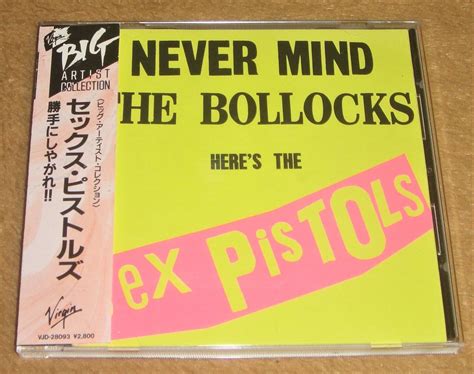 Virgin
BIG
ARTIST
COLLECTION
〈ビッグ・アーティスト・コレクション〉
セックス・ピストルズ
勝手にしやがれ!!
Virgin
VJD-28093 ¥2,800
NEVER MIND
THE BOLLOCKS
HERE'S THE
ex PiSTOLs